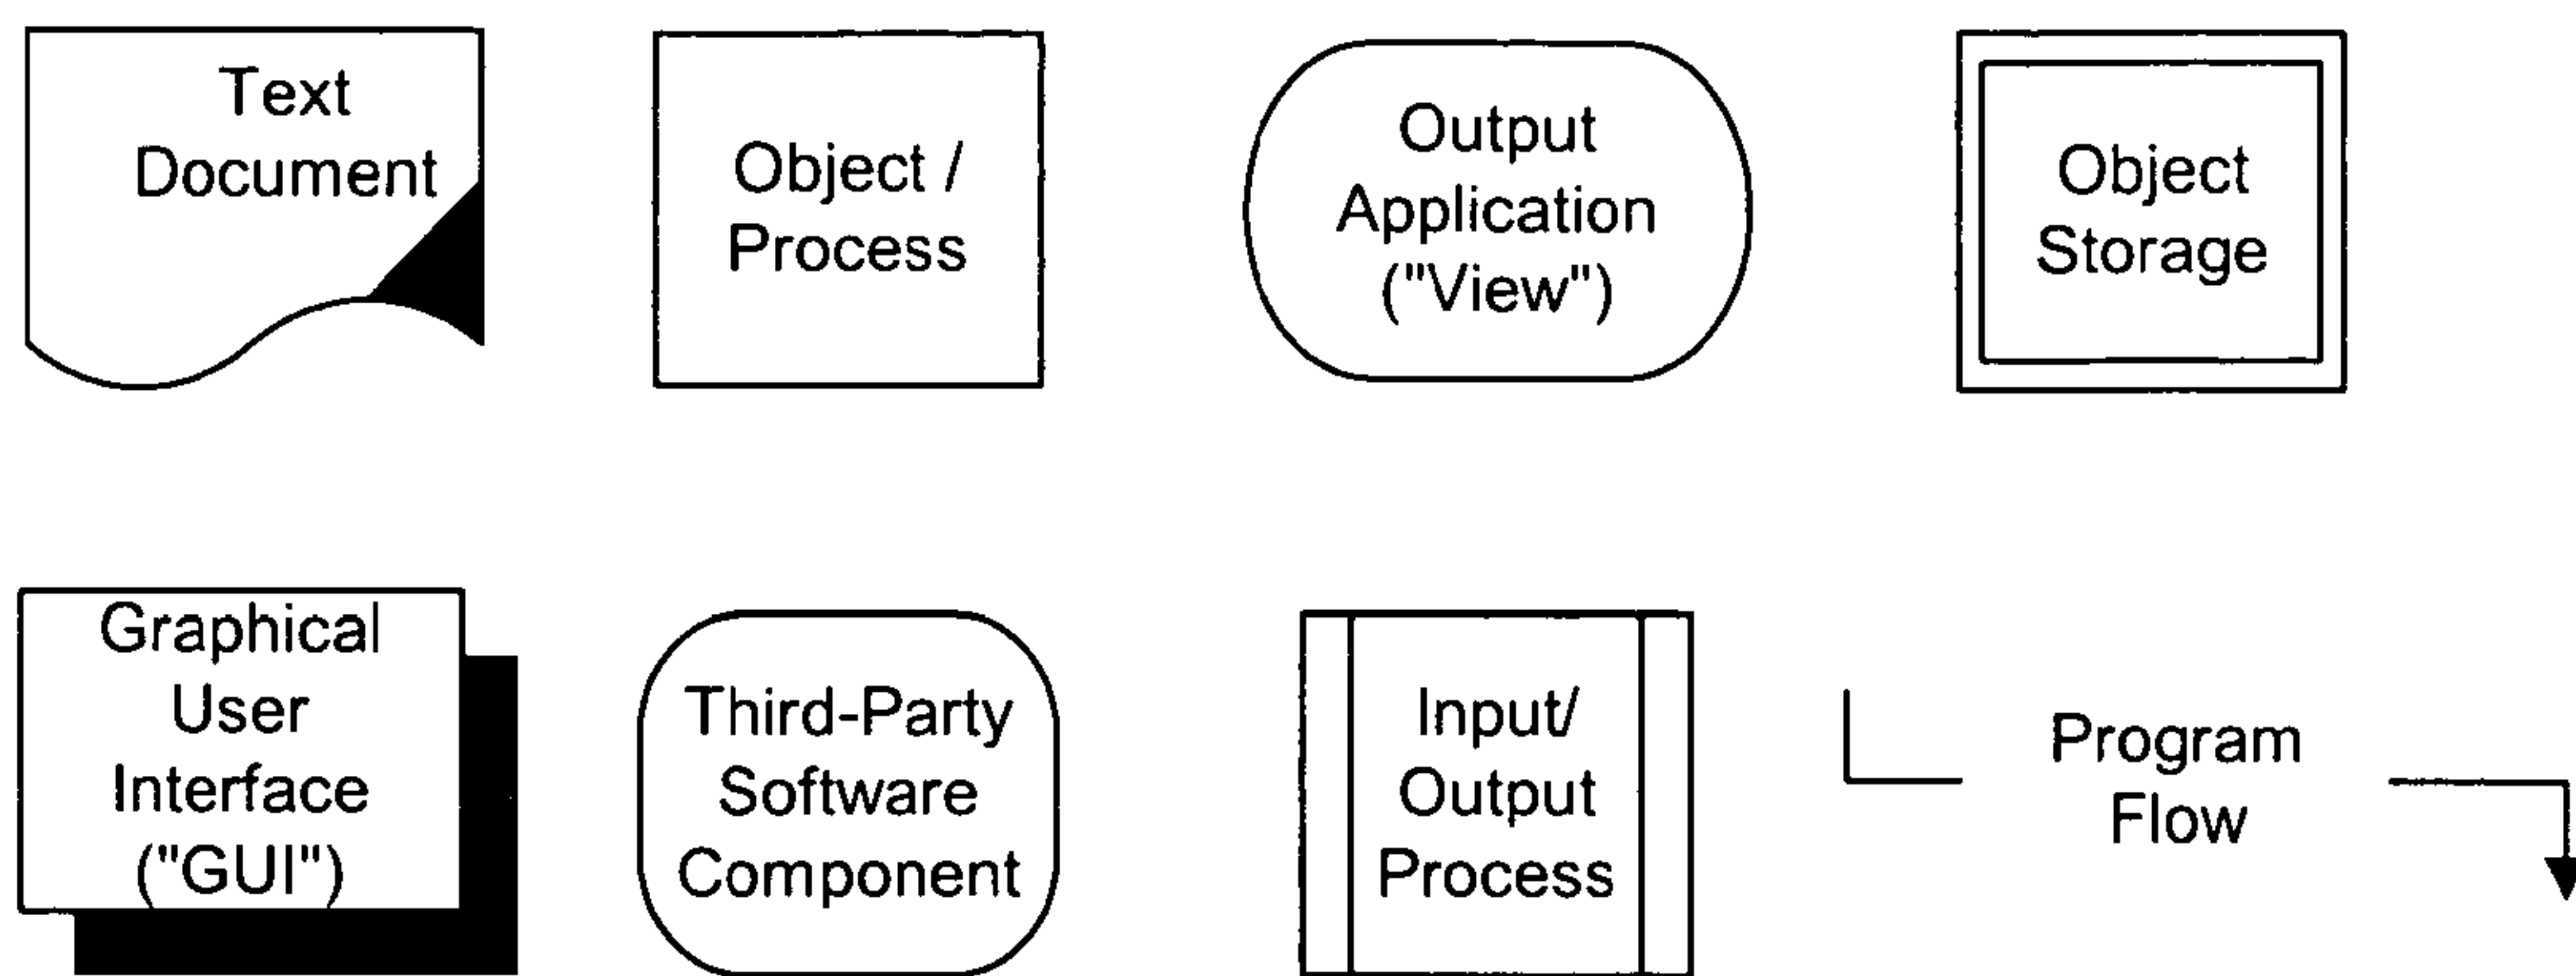 Text
Document
Object /
Process
Output
Application
("View")
Object
Storage
Graphical
User
Interface
("GUI")
Third-Party
Software
Component
Input/
Output
Process
Program
Flow